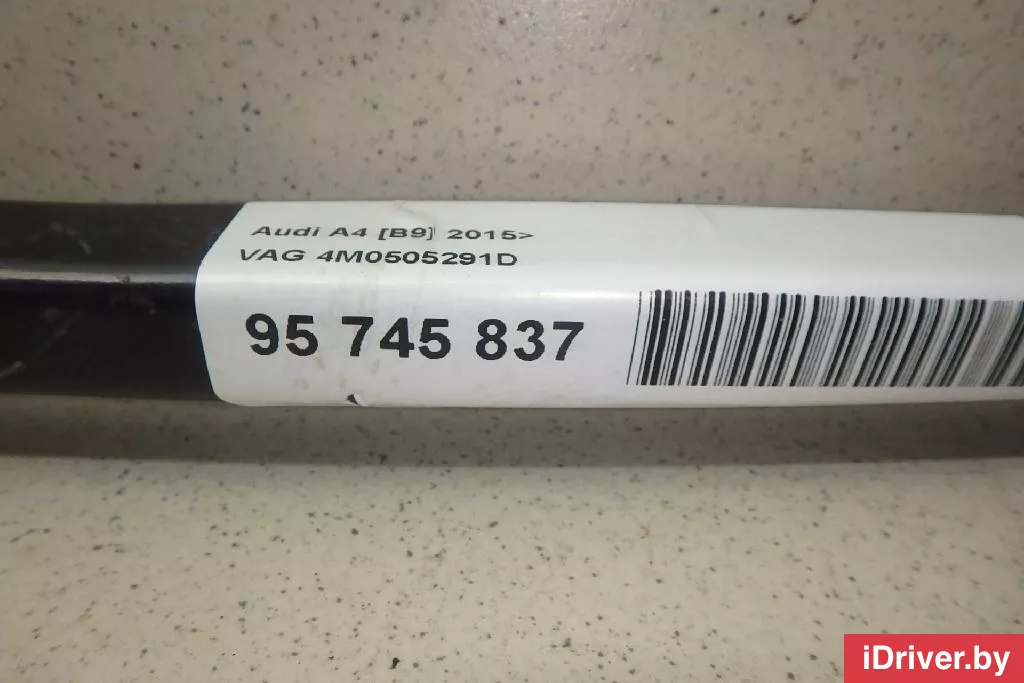 Audi A4 [B9] 2015>
VAG 4M0505291D
95 745 837
iDriver.by